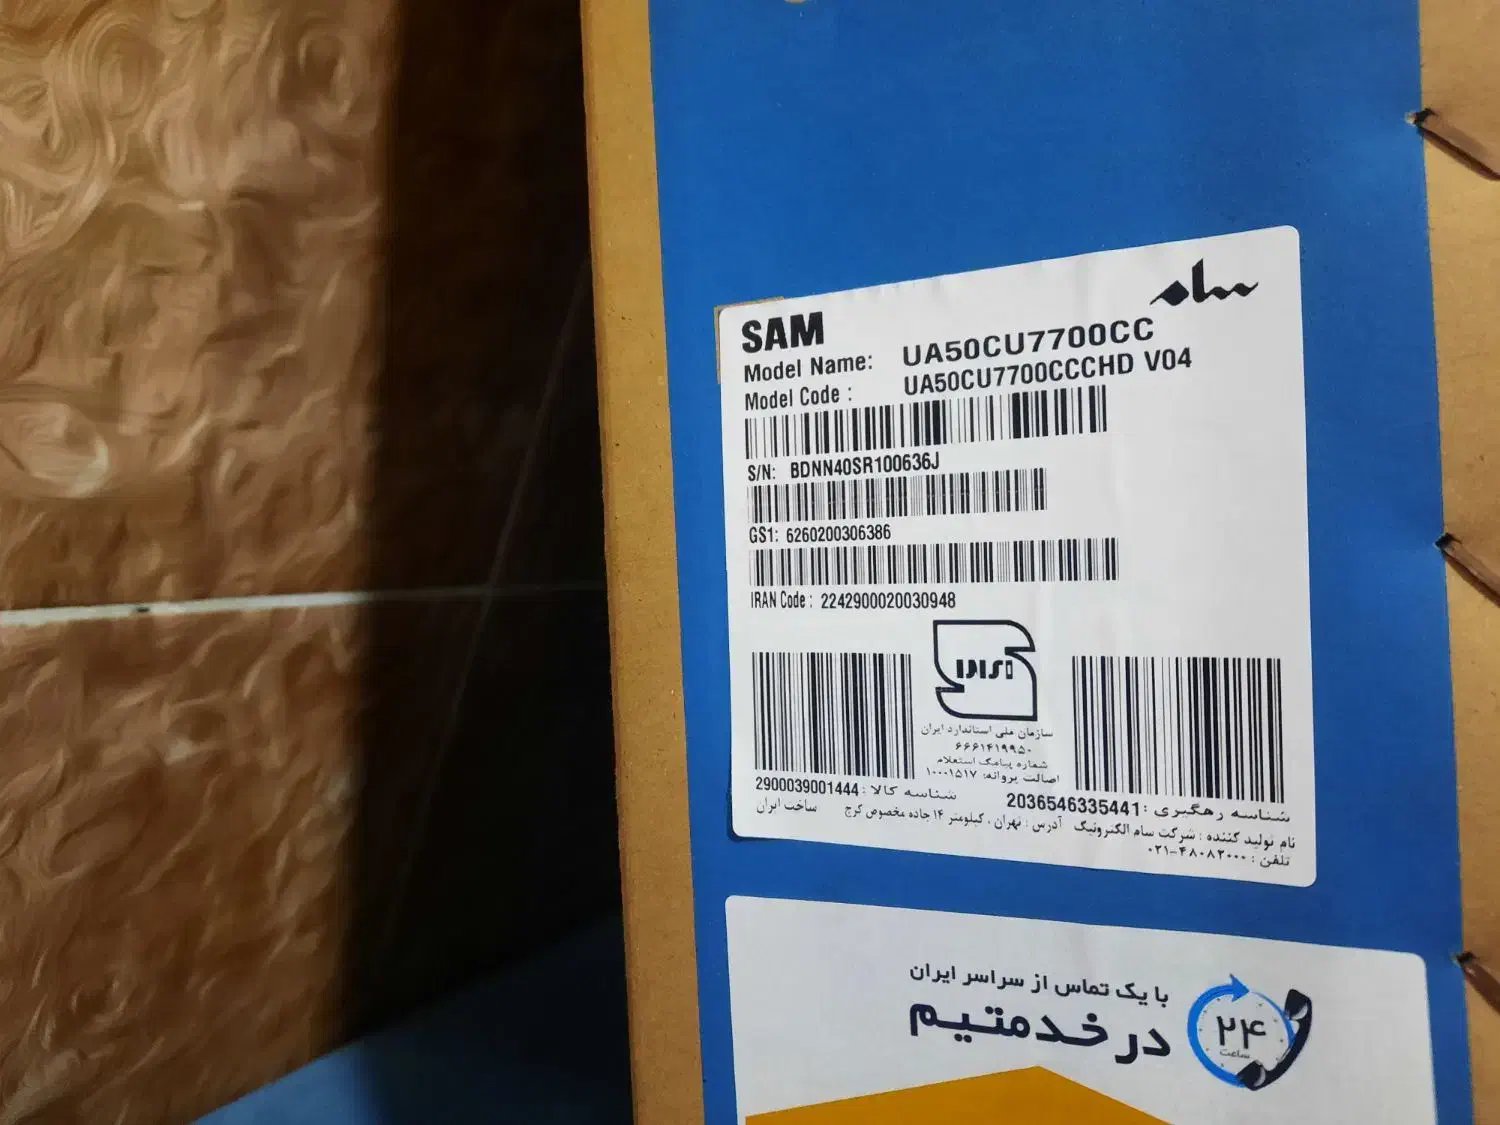 سام
SAM
Model Name: UA50CU7700CC
Model Code : UA50CU7700CCCHD V04
S/N: BDNN40SR100636J
GS1: 6260200306386
IRAN Code : 2242900020030948
سازمان ملی استاندارد ایران
۶۶۶۱۴۱۹۹۵۰
شماره پیامک استعلام
اصالت پروانه: ۱۰۰۰۱۵۱۷
شناسه رهگیری : 2036546335441
شناسه کالا : 2900039001444
نام تولید کننده : شرکت سام الکترونیک آدرس : تهران ، کیلومتر ۱۴ جاده مخصوص کرج ساخت ایران
تلفن : ۰۲۱-۴۸۰۸۲۰۰۰
با یک تماس از سراسر ایران
در خدمتیم
۲۴
ساعت